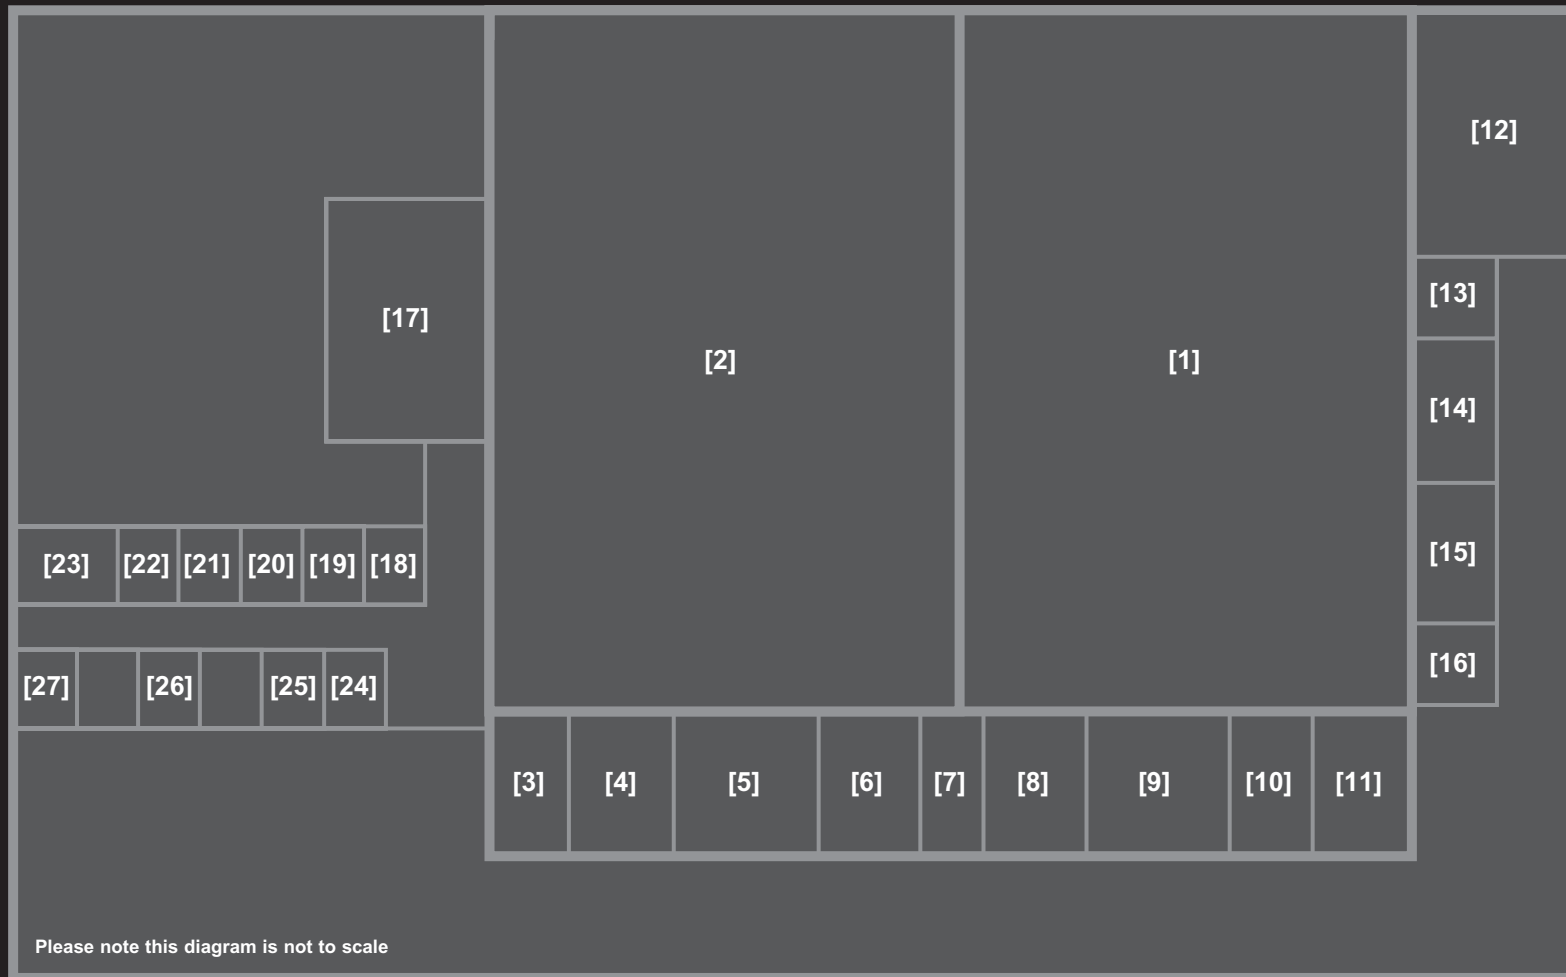 [12]
[13]
[17]
[2] [1]
[14]
[23] [22] [21] [20] [19] [18]
[15]
[16]
[27] [26] [25] [24]
[3] [4] [5] [6] [7] [8] [9] [10] [11]
Please note this diagram is not to scale